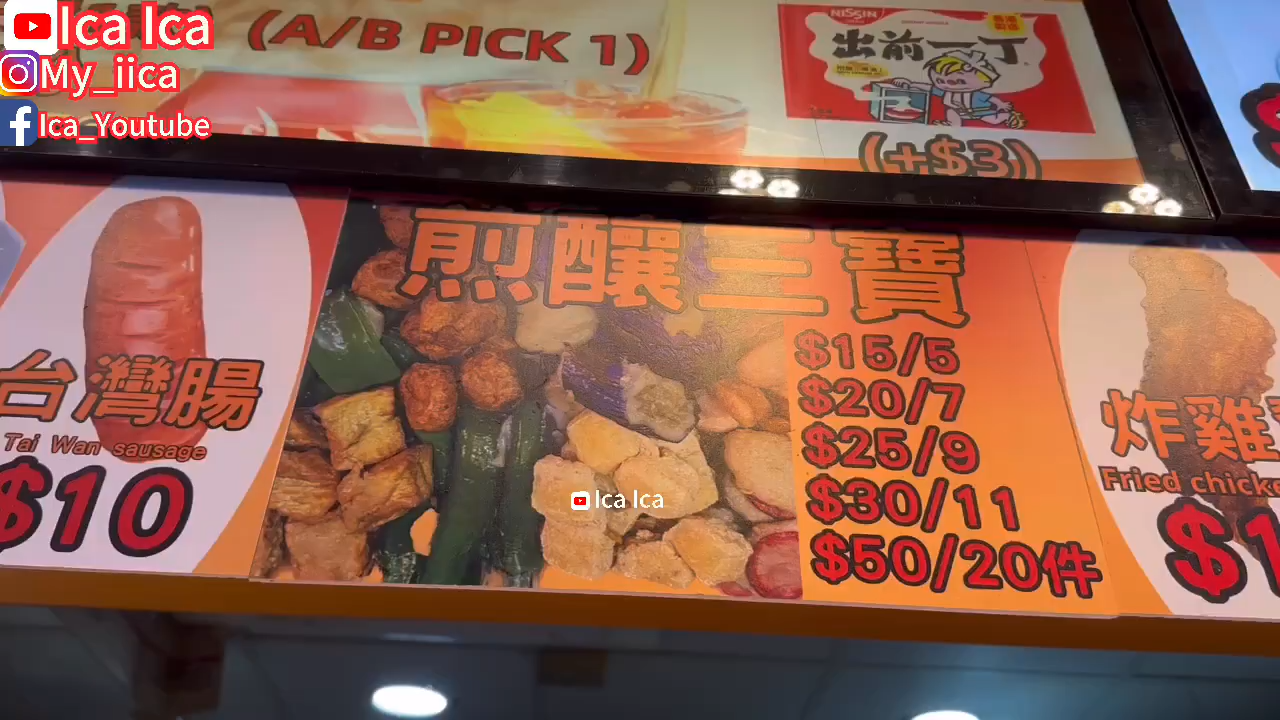 Ica Ica
My_iica
Ica_Youtube
(A/B PICK 1)
NISSIN
出前一丁
(+$3)
台灣腸
Tai Wan sausage
$10
煎釀三寶
$15/5
$20/7
$25/9
$30/11
$50/20件
Ica Ica
炸雞
Fried chicke
$1